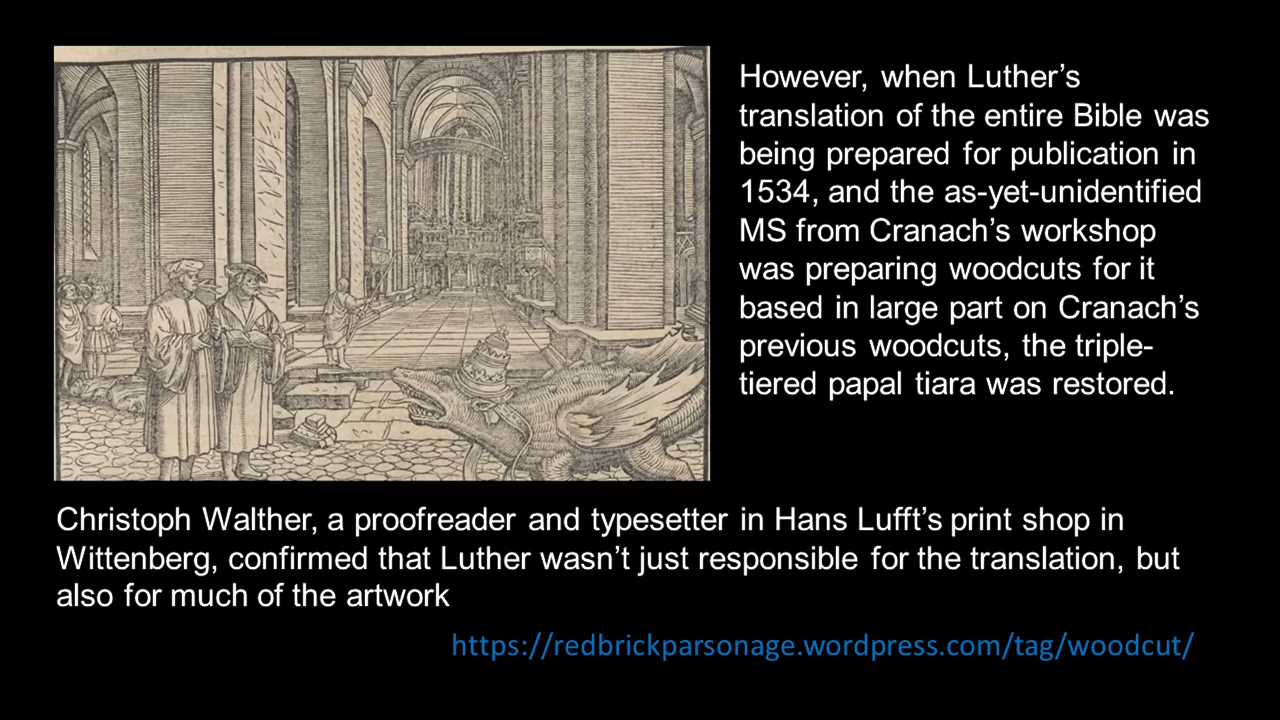 However, when Luther’s
translation of the entire Bible was
being prepared for publication in
1534, and the as-yet-unidentified
MS from Cranach’s workshop
was preparing woodcuts for it
based in large part on Cranach’s
previous woodcuts, the triple-
tiered papal tiara was restored.
Christoph Walther, a proofreader and typesetter in Hans Lufft’s print shop in
Wittenberg, confirmed that Luther wasn’t just responsible for the translation, but
also for much of the artwork
https://redbrickparsonage.wordpress.com/tag/woodcut/